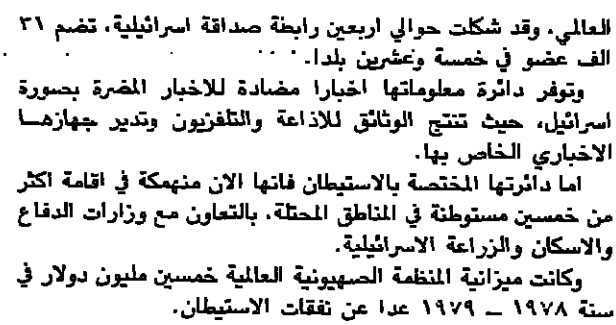 العالمي. وقد شكلت حوالي اربعين رابطة صداقة اسرائيلية، تضم ٣١
الف عضو في خمسة وعشرين بلدا.
وتوفر دائرة معلوماتها اخبارا مضادة للاخبار المضرة بصورة
اسرائيل، حيث تنتج الوثائق للاذاعة والتلفزيون وتدير جهازهـا
الاخباري الخاص بها.
اما دائرتها المختصة بالاستيطان فانها الان منهمكة في اقامة اكثر
من خمسين مستوطنة في المناطق المحتلة. بالتعاون مع وزارات الدفاع
والاسكان والزراعة الاسرائيلية.
وكانت ميزانية المنظمة الصهيونية العالمية خمسين مليون دولار في
سنة ١٩٧٨ ــ ١٩٧٩ عدا عن نفقات الاستيطان.